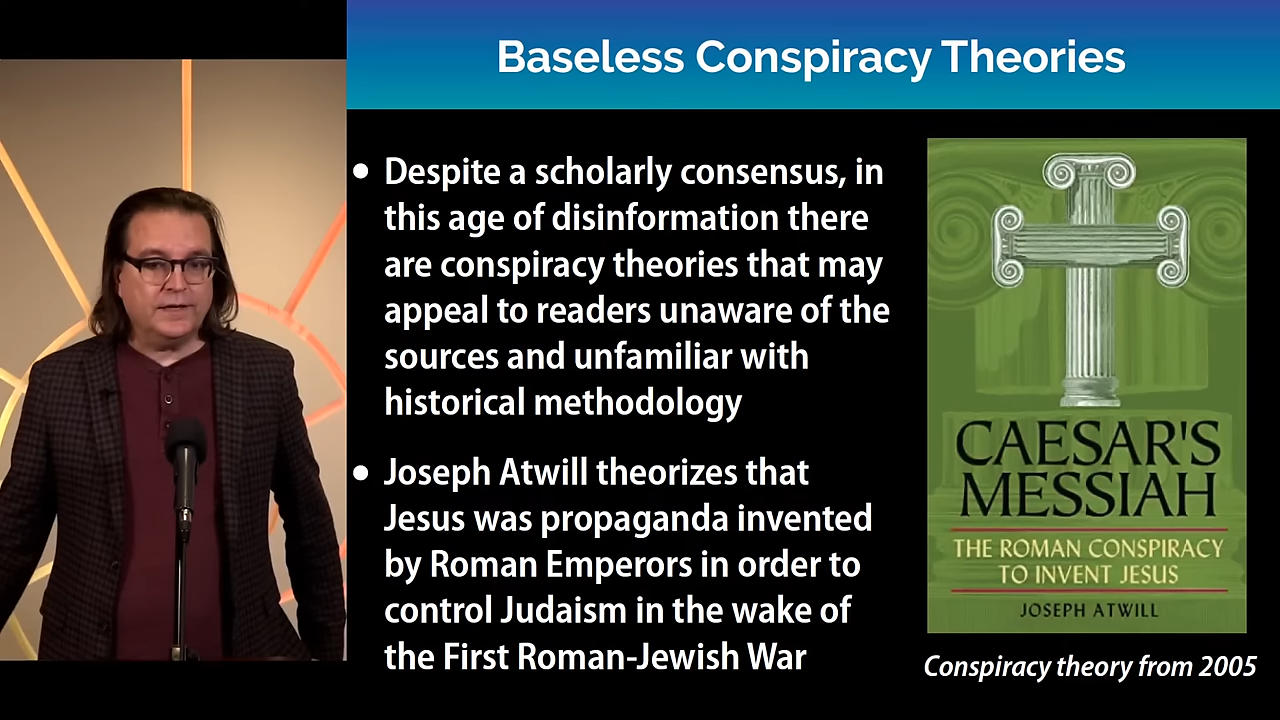 Baseless Conspiracy Theories
• Despite a scholarly consensus, in
this age of disinformation there
are conspiracy theories that may
appeal to readers unaware of the
sources and unfamiliar with
historical methodology
• Joseph Atwill theorizes that
Jesus was propaganda invented
by Roman Emperors in order to
control Judaism in the wake of
the First Roman-Jewish War
CAESAR'S
MESSIAH
THE ROMAN CONSPIRACY
TO INVENT JESUS
JOSEPH ATWILL
Conspiracy theory from 2005